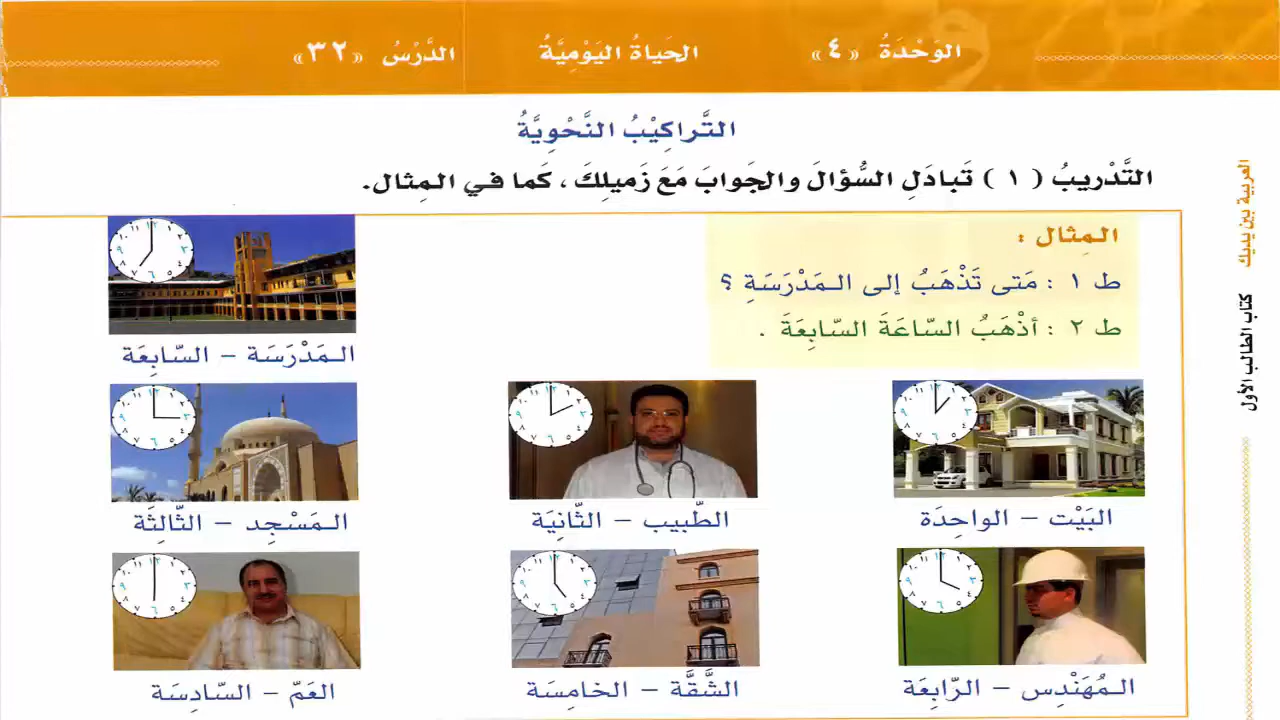 الوَحْدَةُ «٤»
الحَياةُ اليَوْمِيَّةُ
الدَّرْسُ «٣٢»
التَّراكِيْبُ النَّحْوِيَّةُ
التَّدْريبُ (١) تَبادَلِ السُّؤالَ والجَوابَ مَعَ زَميلِكَ، كَما في المِثال.
المِثال :
ط ١ : مَتى تَذْهَبُ إلى المَدْرَسَةِ ؟
ط ٢ : أذْهَبُ السّاعَةَ السّابِعَةَ .
المَدْرَسَة – السّابِعَة
البَيْت – الواحِدَة
الطَّبيب – الثّانِيَة
المَسْجِد – الثّالِثَة
المُهَنْدِس – الرّابِعَة
الشَّقَّة – الخامِسَة
العَمّ – السّادِسَة
العربية بين يديك
كتاب الطالب الأول